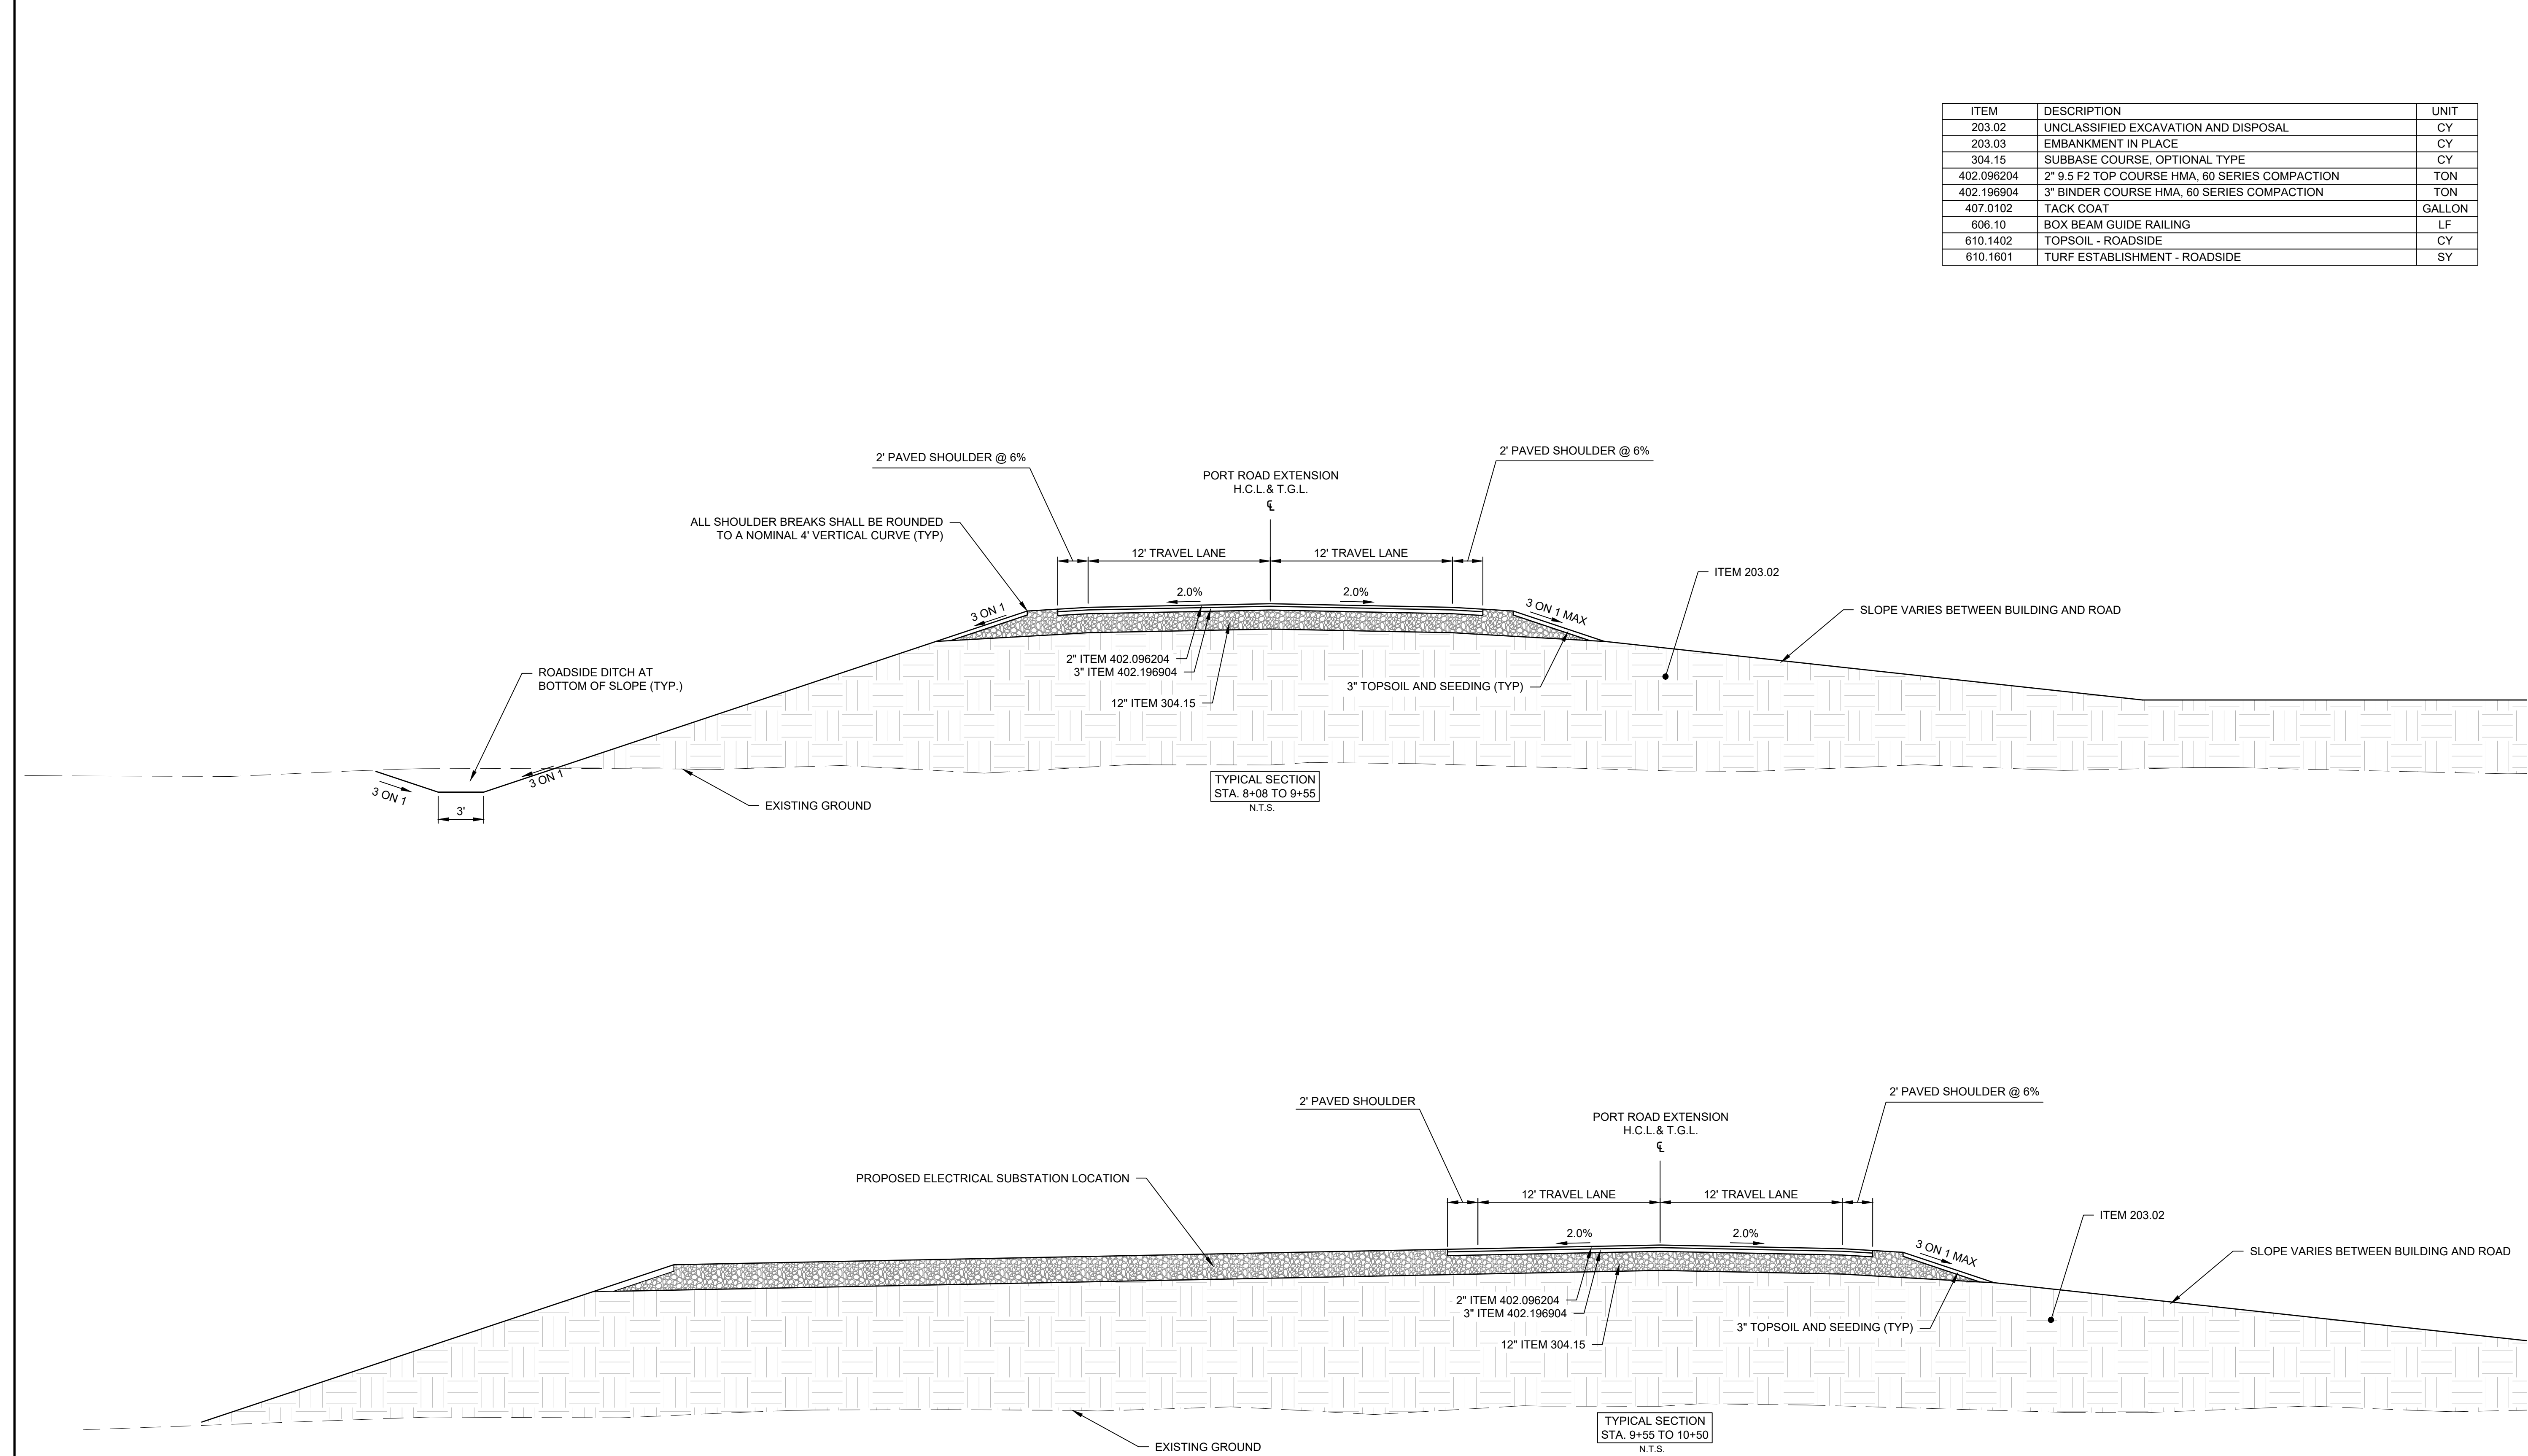 ITEM DESCRIPTION UNIT
203.02 UNCLASSIFIED EXCAVATION AND DISPOSAL CY
203.03 EMBANKMENT IN PLACE CY
304.15 SUBBASE COURSE, OPTIONAL TYPE CY
402.096204 2" 9.5 F2 TOP COURSE HMA, 60 SERIES COMPACTION TON
402.196904 3" BINDER COURSE HMA, 60 SERIES COMPACTION TON
407.0102 TACK COAT GALLON
606.10 BOX BEAM GUIDE RAILING LF
610.1402 TOPSOIL - ROADSIDE CY
610.1601 TURF ESTABLISHMENT - ROADSIDE SY
2' PAVED SHOULDER @ 6%
2' PAVED SHOULDER @ 6%
PORT ROAD EXTENSION
H.C.L.& T.G.L.
℄
ALL SHOULDER BREAKS SHALL BE ROUNDED
TO A NOMINAL 4' VERTICAL CURVE (TYP)
12' TRAVEL LANE
12' TRAVEL LANE
ITEM 203.02
2.0%
2.0%
3 ON 1
3 ON 1 MAX
SLOPE VARIES BETWEEN BUILDING AND ROAD
2" ITEM 402.096204
3" ITEM 402.196904
ROADSIDE DITCH AT
BOTTOM OF SLOPE (TYP.)
3" TOPSOIL AND SEEDING (TYP)
12" ITEM 304.15
3 ON 1
3 ON 1
3'
EXISTING GROUND
TYPICAL SECTION
STA. 8+08 TO 9+55
N.T.S.
2' PAVED SHOULDER
2' PAVED SHOULDER @ 6%
PORT ROAD EXTENSION
H.C.L.& T.G.L.
℄
PROPOSED ELECTRICAL SUBSTATION LOCATION
12' TRAVEL LANE
12' TRAVEL LANE
ITEM 203.02
2.0%
2.0%
3 ON 1 MAX
SLOPE VARIES BETWEEN BUILDING AND ROAD
2" ITEM 402.096204
3" ITEM 402.196904
3" TOPSOIL AND SEEDING (TYP)
12" ITEM 304.15
TYPICAL SECTION
STA. 9+55 TO 10+50
N.T.S.
EXISTING GROUND